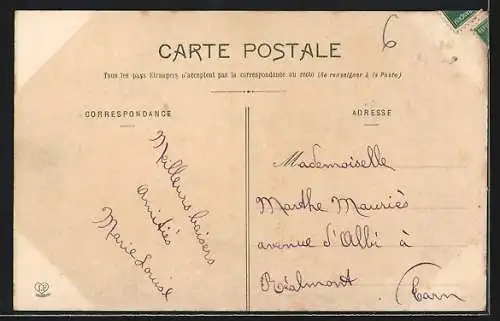 6
CARTE POSTALE
Tous les pays Etrangers n'acceptent pas la correspondance au recto (Se renseigner à la Poste)
CORRESPONDANCE
Meilleurs baisers
amitiés
Marie Louise
ADRESSE
Mademoiselle
Marthe Mauriès
avenue d'Albi à
Réalmont (Tarn